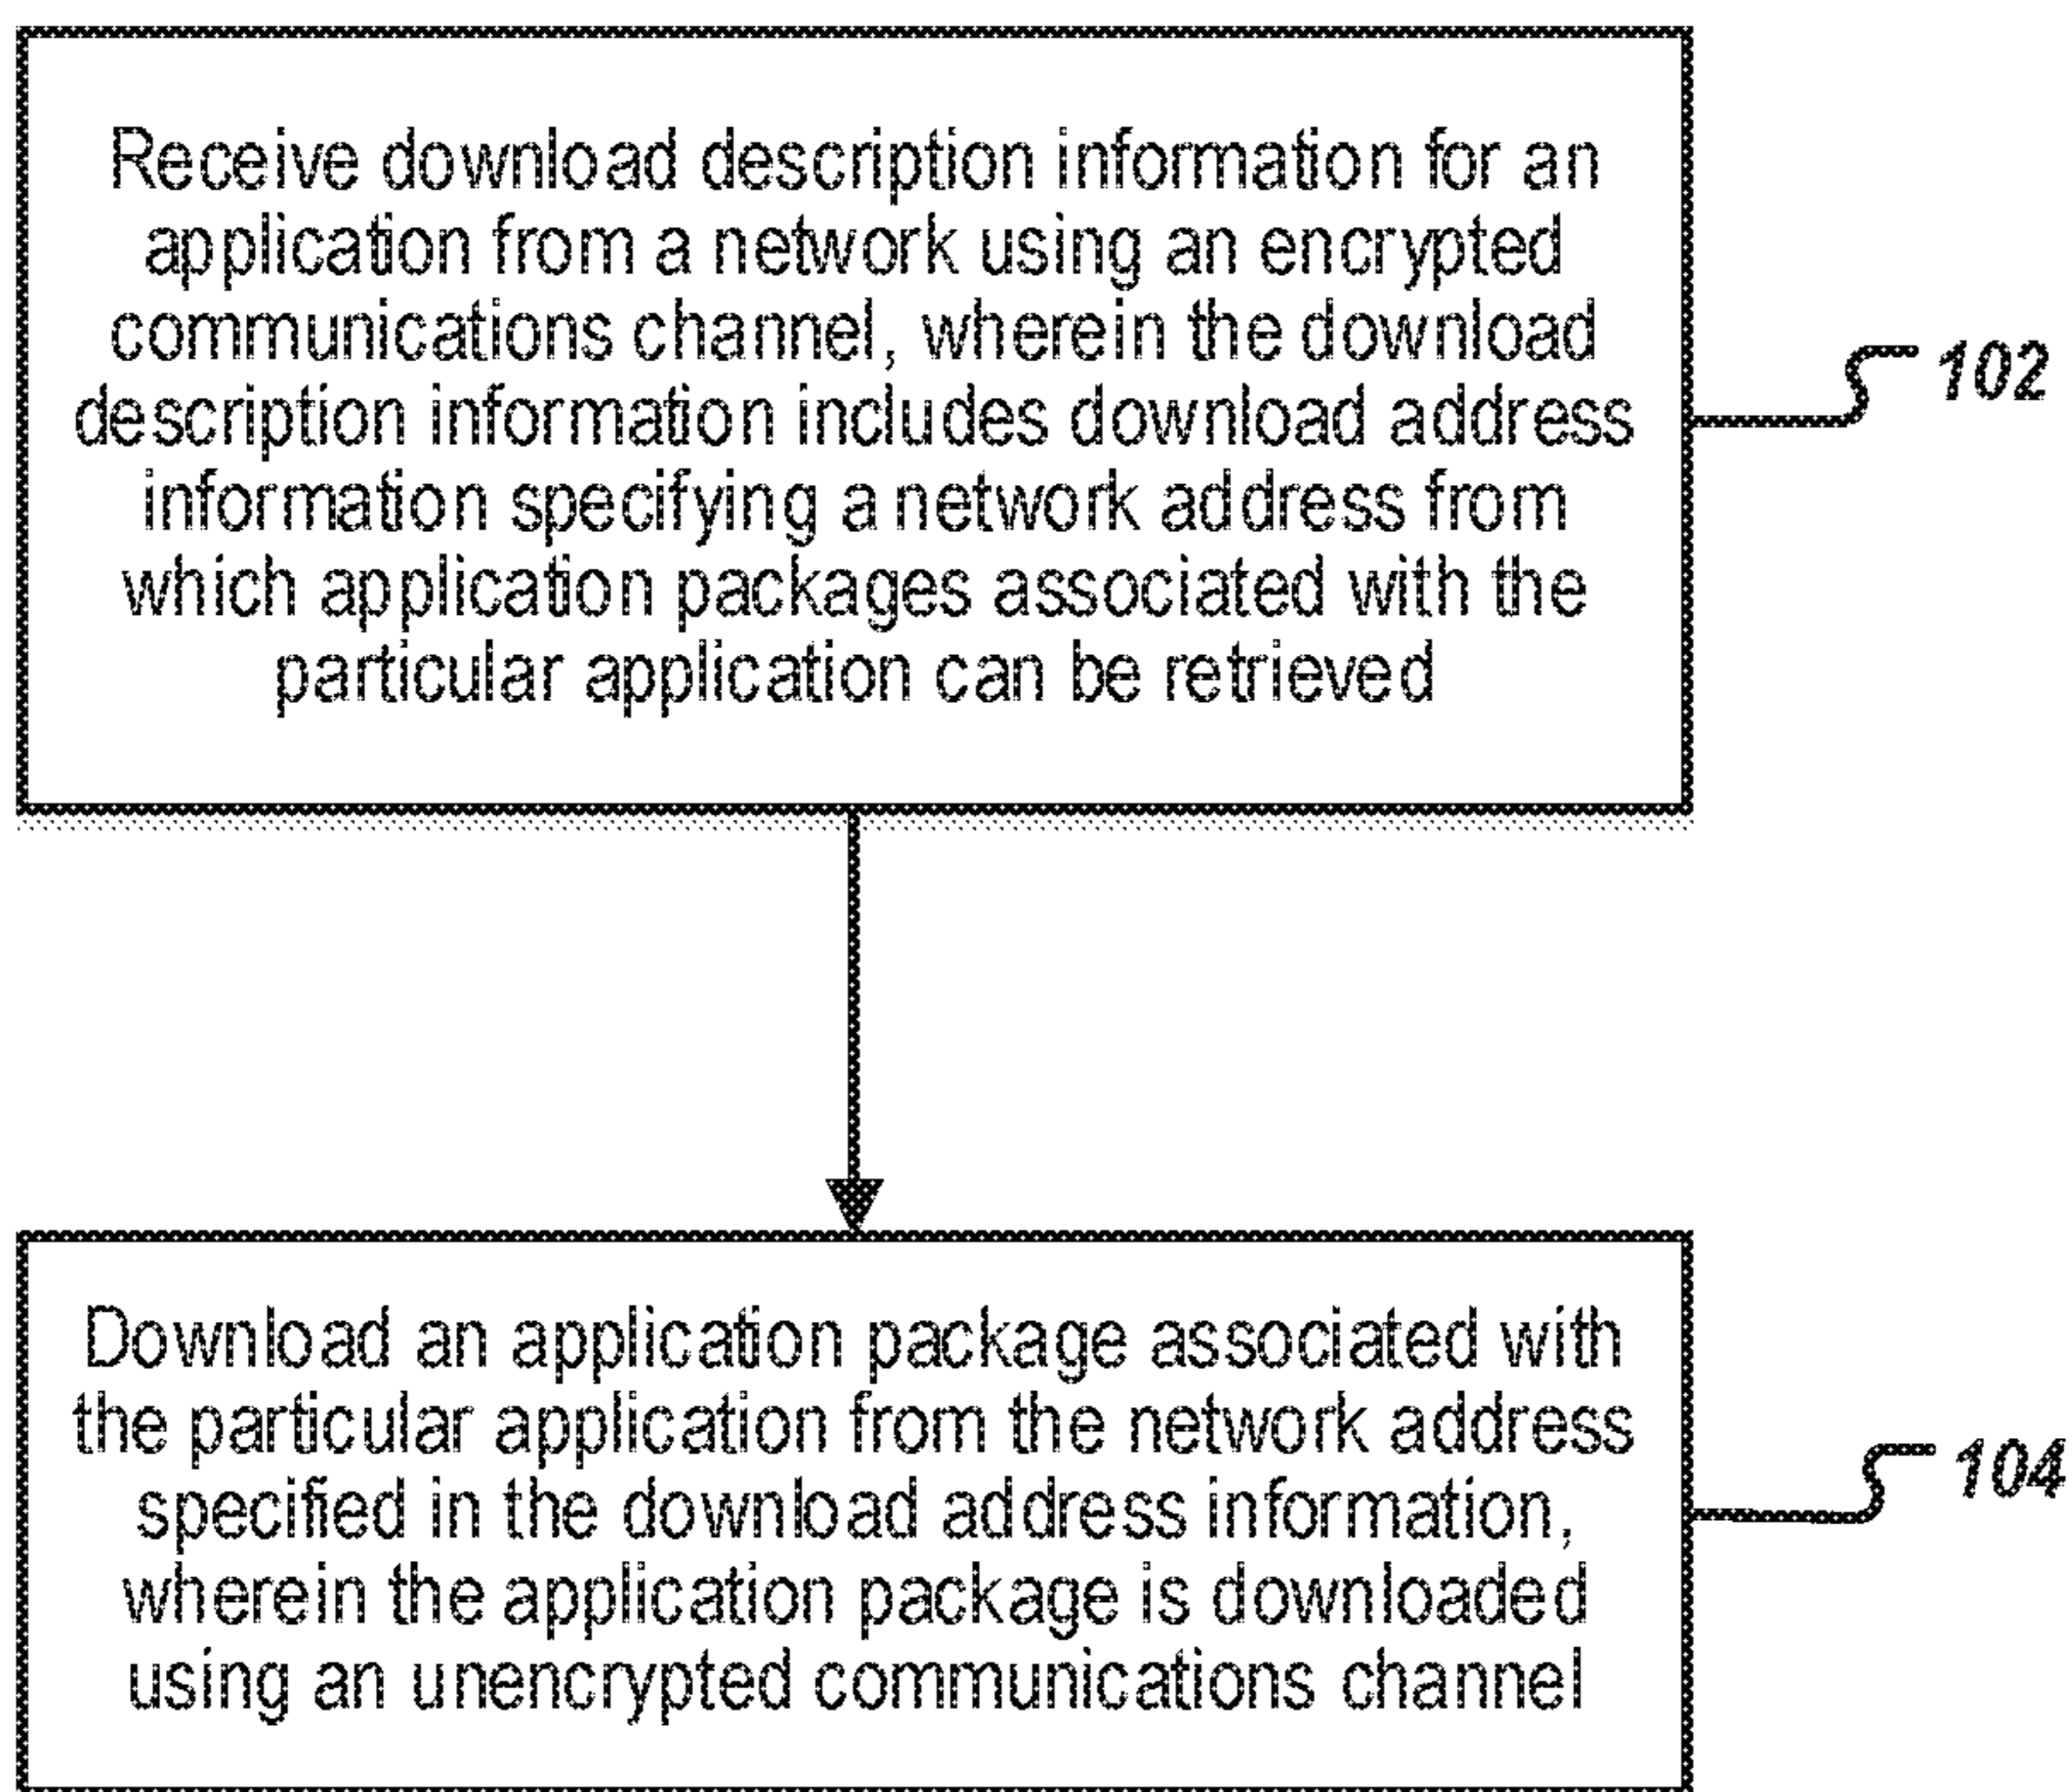 Receive download description information for an
application from a network using an encrypted
communications channel, wherein the download
description information includes download address
information specifying a network address from
which application packages associated with the
particular application can be retrieved
102
Download an application package associated with
the particular application from the network address
specified in the download address information,
wherein the application package is downloaded
using an unencrypted communications channel
104